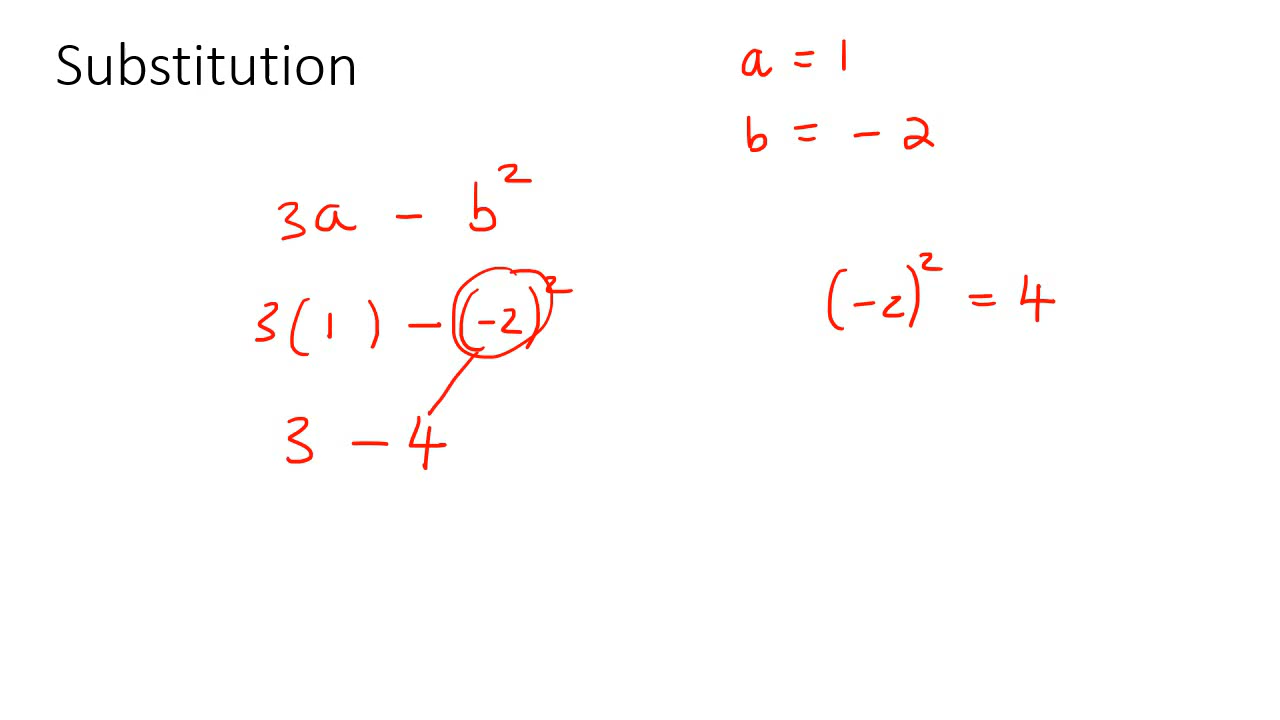 Substitution
a = 1
b = - 2
3a - b²
3(1) - (-2)²
(-2)² = 4
3 - 4